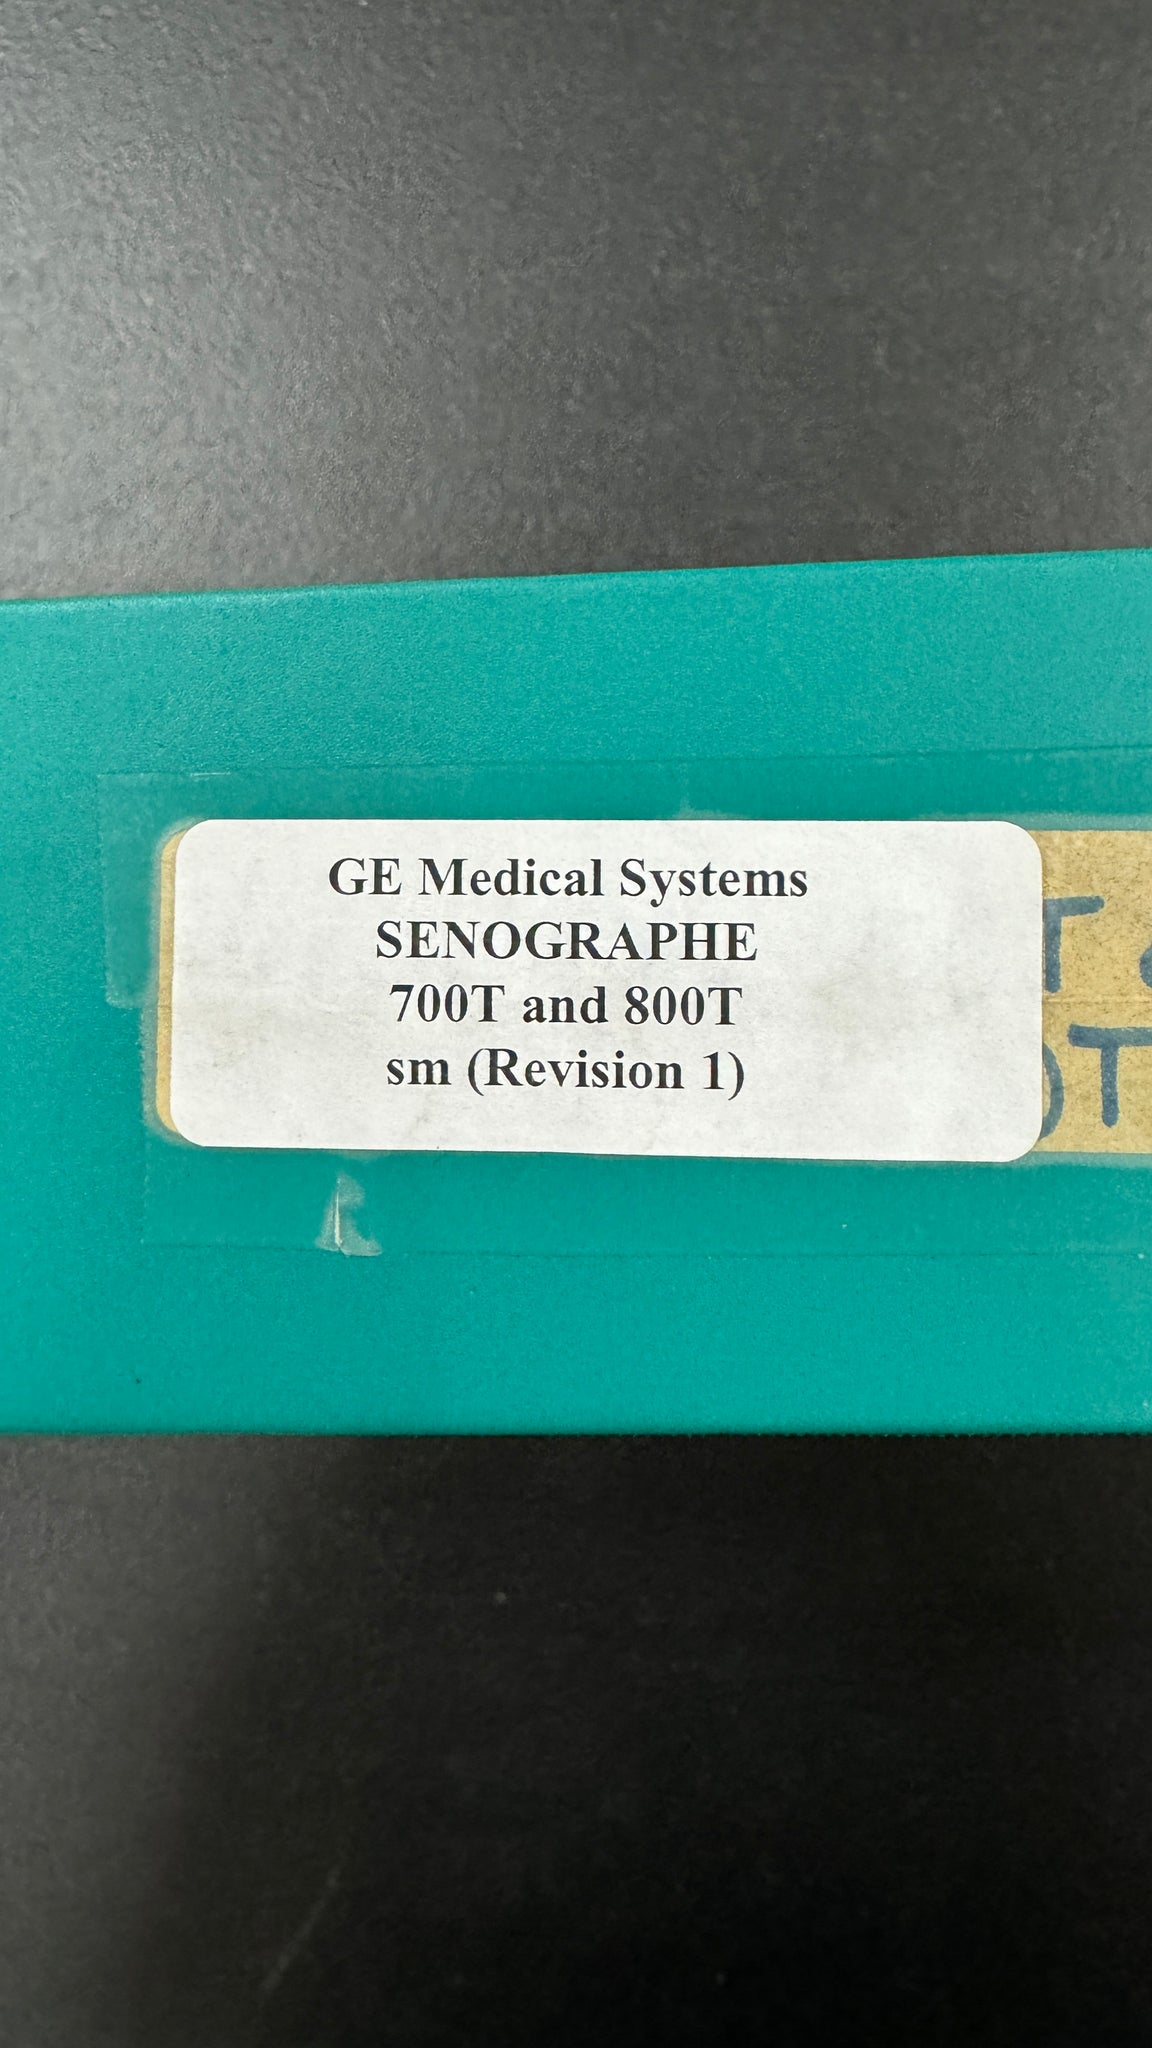 GE Medical Systems
SENOGRAPHE
700T and 800T
sm (Revision 1)